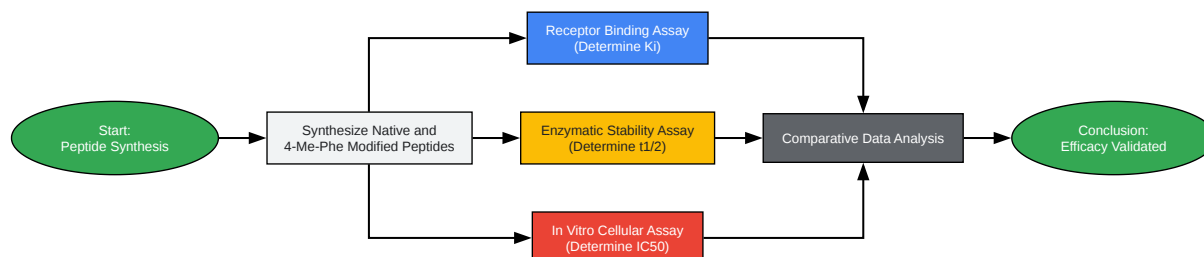 Start:
Peptide Synthesis
Synthesize Native and
4-Me-Phe Modified Peptides
Receptor Binding Assay
(Determine Ki)
Enzymatic Stability Assay
(Determine t1/2)
In Vitro Cellular Assay
(Determine IC50)
Comparative Data Analysis
Conclusion:
Efficacy Validated